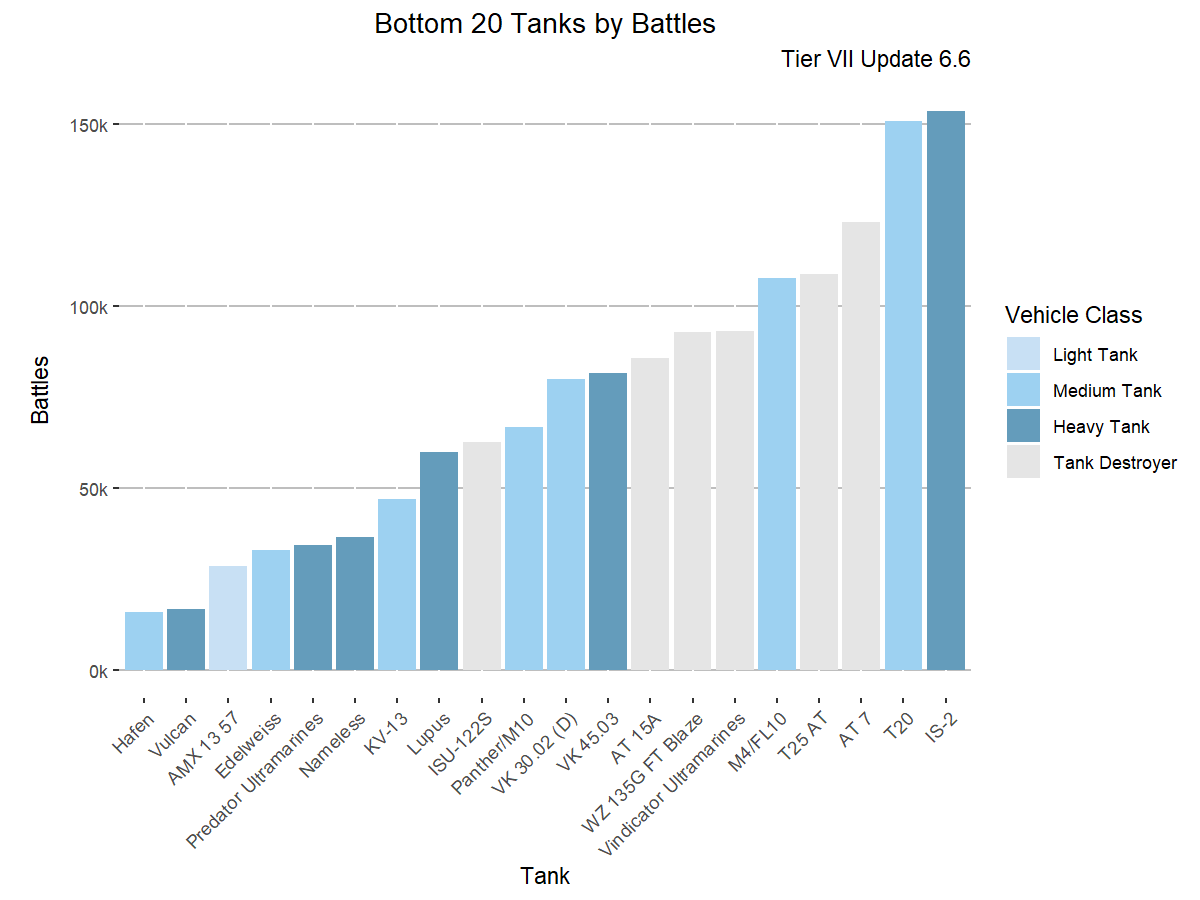 Bottom 20 Tanks by Battles
Tier VII Update 6.6
Battles
150k
100k
50k
0k
Hafen
Vulcan
AMX 13 57
Edelweiss
Predator Ultramarines
Nameless
KV-13
Lupus
ISU-122S
Panther/M10
VK 30.02 (D)
VK 45.03
AT 15A
WZ 135G FT Blaze
Vindicator Ultramarines
M4/FL10
T25 AT
AT 7
T20
IS-2
Tank
Vehicle Class
Light Tank
Medium Tank
Heavy Tank
Tank Destroyer